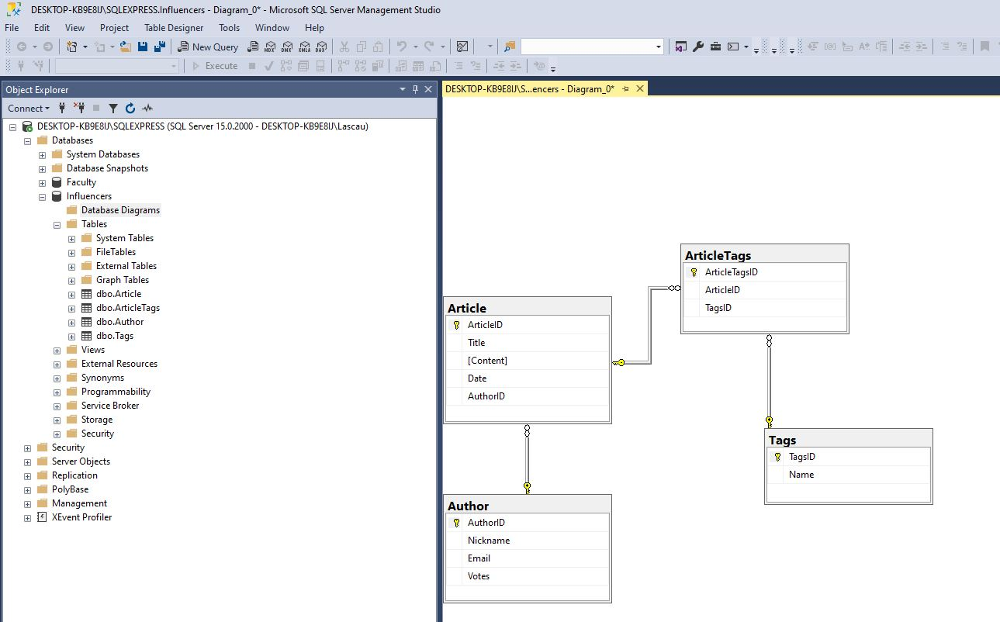 DESKTOP-KB9E8IJ\SQLEXPRESS.Influencers - Diagram_0* - Microsoft SQL Server Management Studio
File Edit View Project Table Designer Tools Window Help
New Query MDX DMX XMLA DAX
Execute
Object Explorer
Connect
DESKTOP-KB9E8IJ\SQLEXPRESS (SQL Server 15.0.2000 - DESKTOP-KB9E8IJ\Lascau)
Databases
System Databases
Database Snapshots
Faculty
Influencers
Database Diagrams
Tables
System Tables
FileTables
External Tables
Graph Tables
dbo.Article
dbo.ArticleTags
dbo.Author
dbo.Tags
Views
External Resources
Synonyms
Programmability
Service Broker
Storage
Security
Security
Server Objects
Replication
PolyBase
Management
XEvent Profiler
DESKTOP-KB9E8IJ\S...encers - Diagram_0*
Article
ArticleID
Title
[Content]
Date
AuthorID
ArticleTags
ArticleTagsID
ArticleID
TagsID
Author
AuthorID
Nickname
Email
Votes
Tags
TagsID
Name